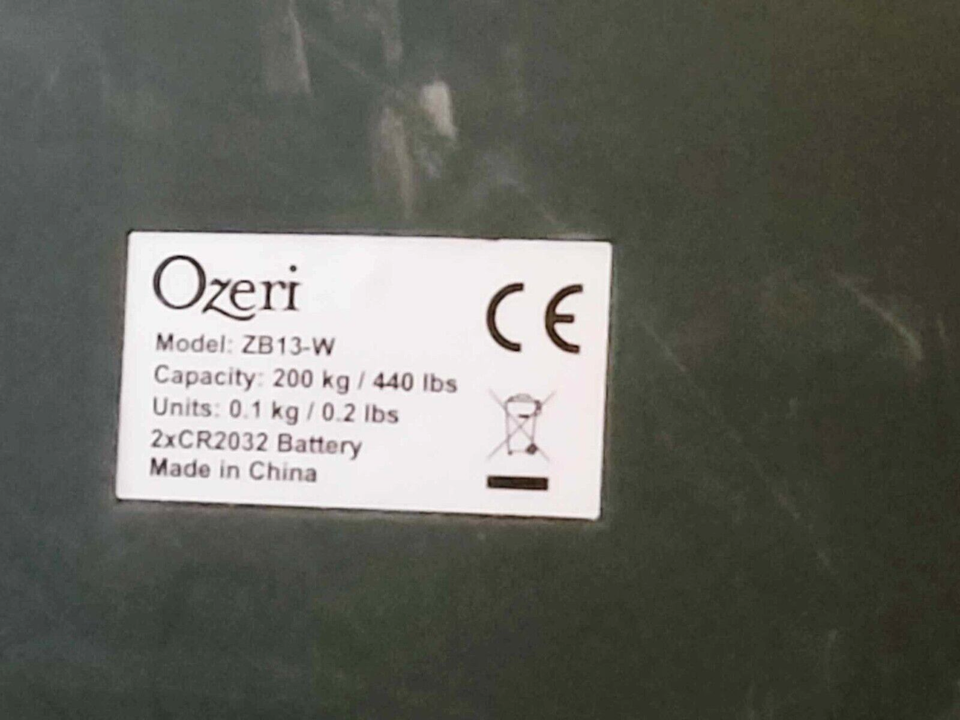 Ozeri
CE
Model: ZB13-W
Capacity: 200 kg / 440 lbs
Units: 0.1 kg / 0.2 lbs
2xCR2032 Battery
Made in China